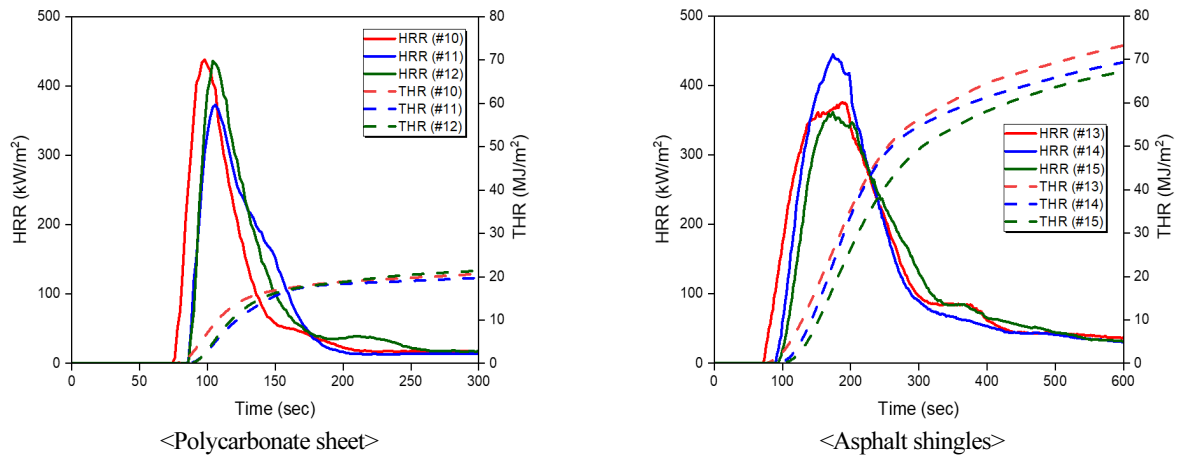 500
400
300
200
100
0
HRR (kW/m²)
80
70
60
50
40
30
20
10
0
THR (MJ/m²)
HRR (#10)
HRR (#11)
HRR (#12)
THR (#10)
THR (#11)
THR (#12)
0 50 100 150 200 250 300
Time (sec)
<Polycarbonate sheet>
500
400
300
200
100
0
HRR (kW/m²)
80
70
60
50
40
30
20
10
0
THR (MJ/m²)
HRR (#13)
HRR (#14)
HRR (#15)
THR (#13)
THR (#14)
THR (#15)
0 100 200 300 400 500 600
Time (sec)
<Asphalt shingles>